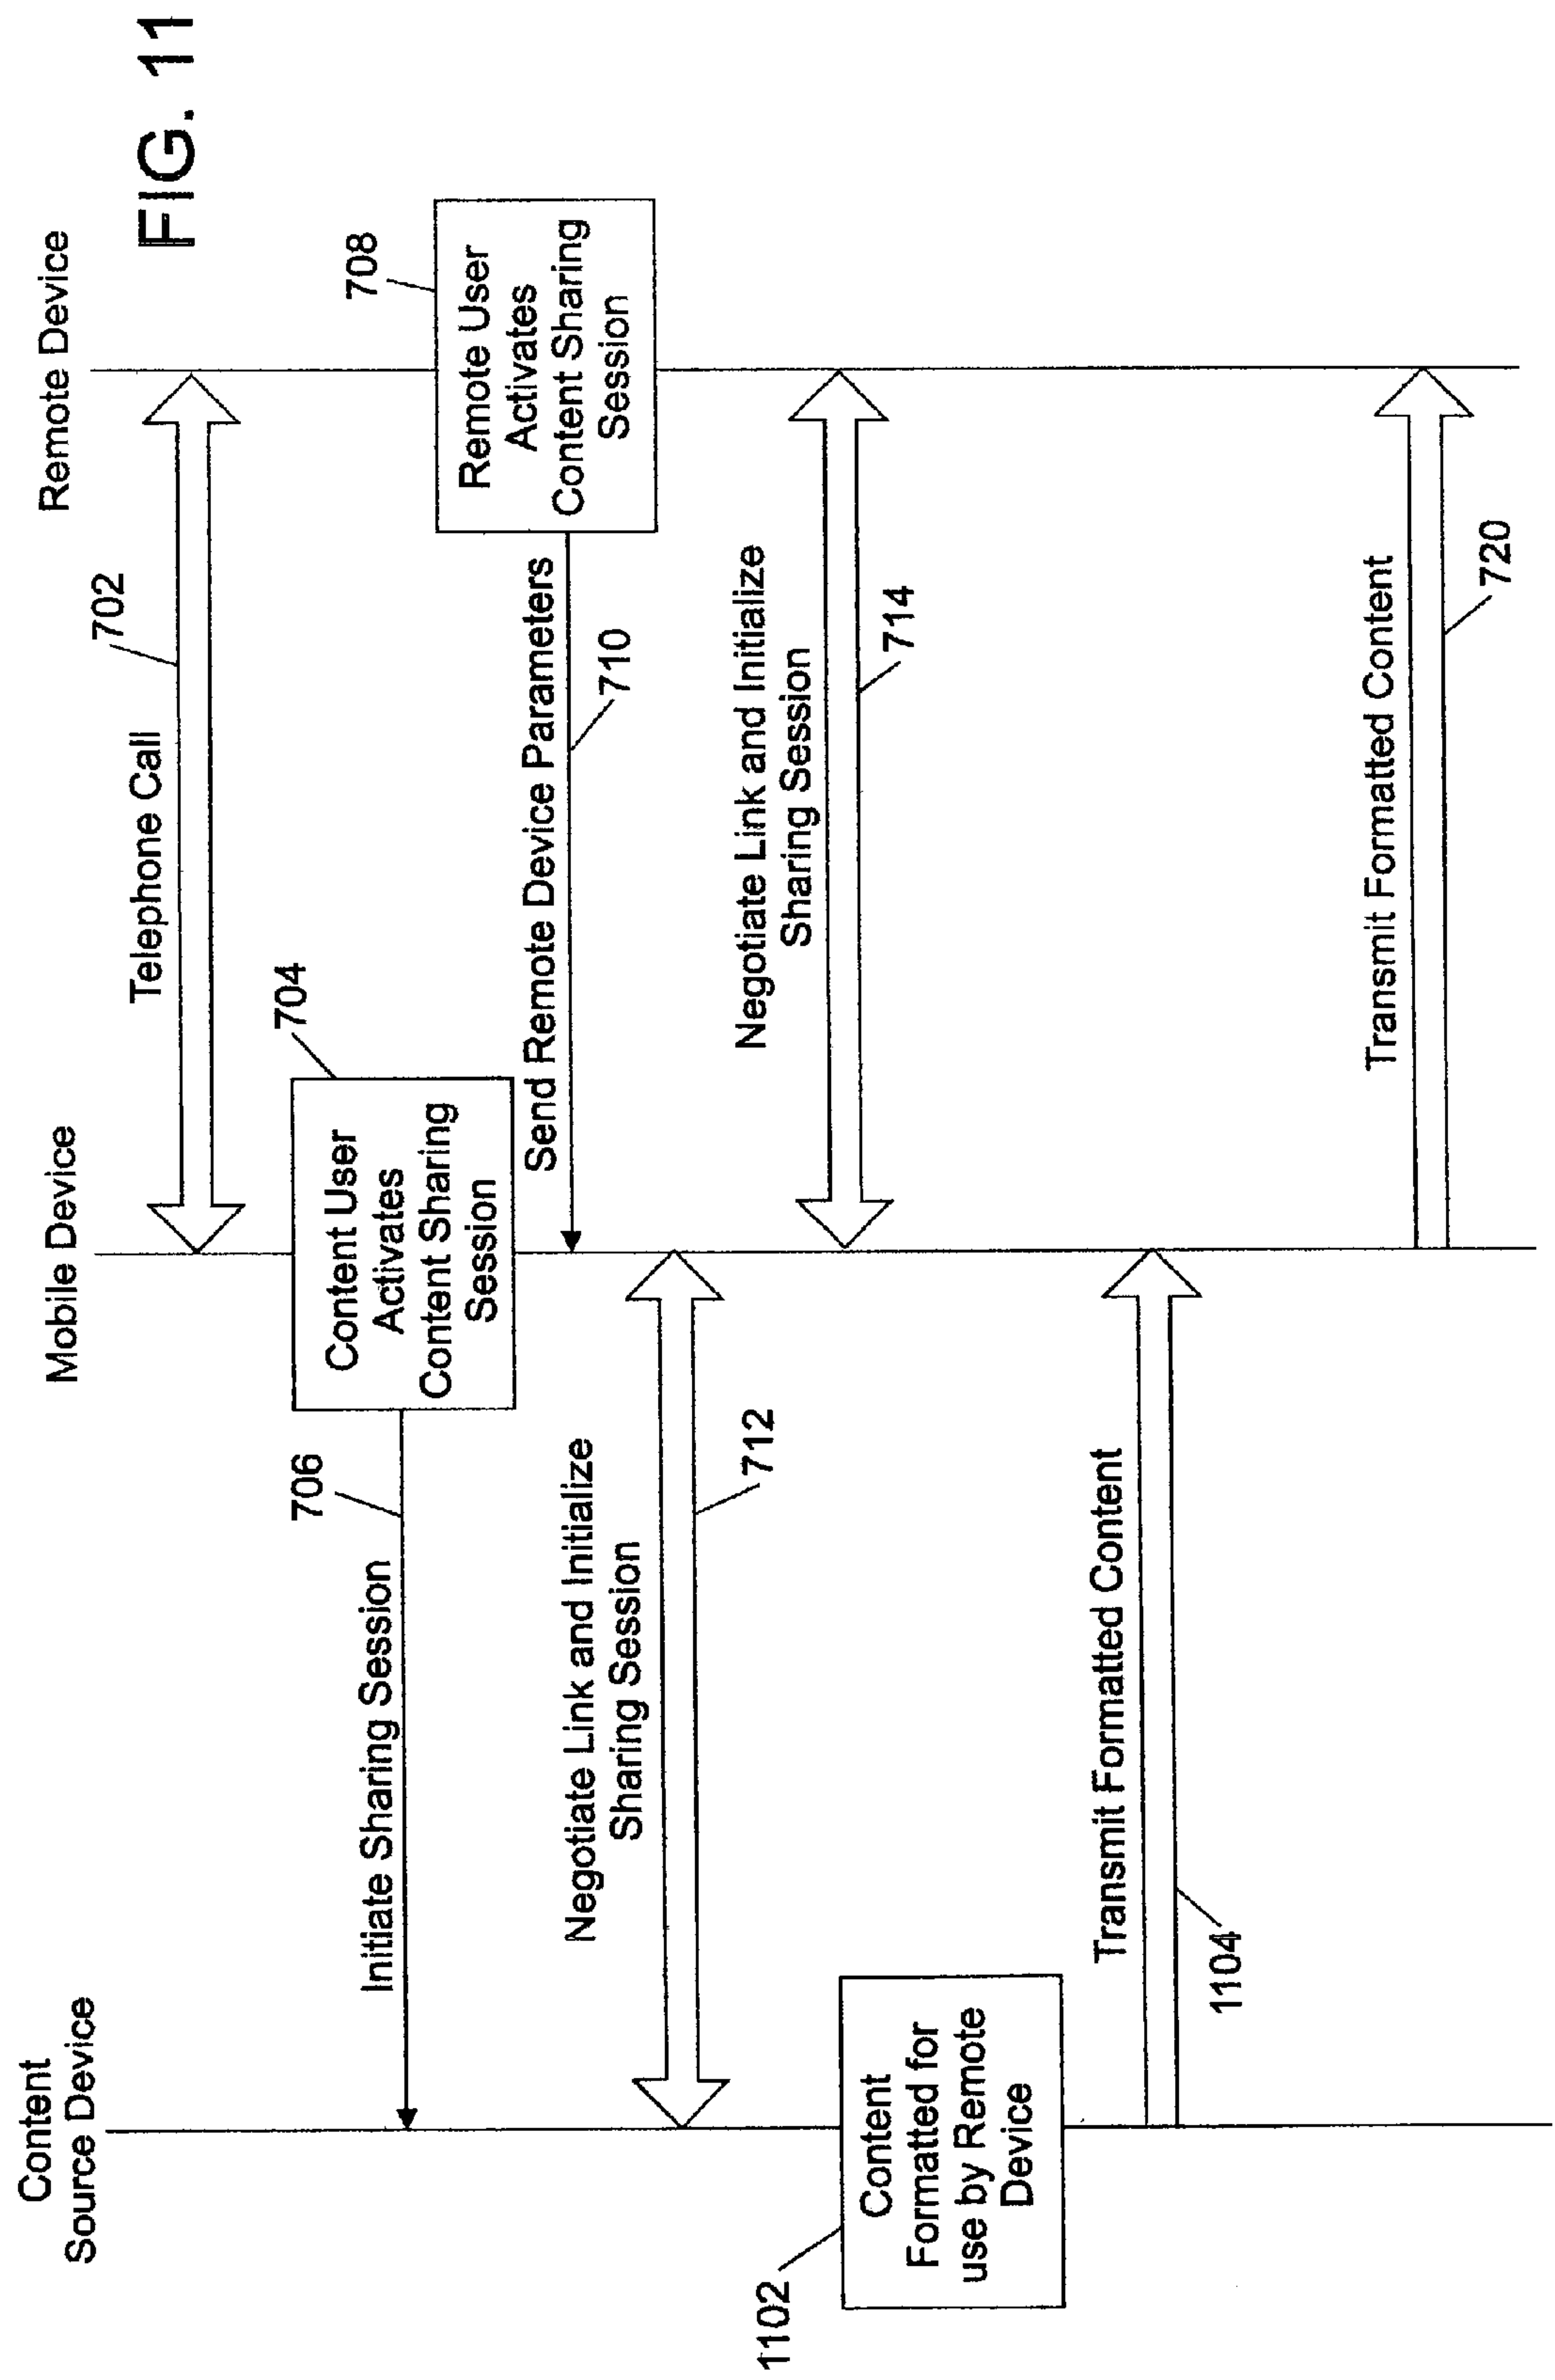 FIG. 11
Content
Source Device
Mobile Device
Remote Device
Telephone Call
702
704
Content User
Activates
Content Sharing
Session
706
Initiate Sharing Session
708
Remote User
Activates
Content Sharing
Session
Send Remote Device Parameters
710
Negotiate Link and Initialize
Sharing Session
712
Negotiate Link and Initialize
Sharing Session
714
1102
Content
Formatted for
use by Remote
Device
Transmit Formatted Content
1104
Transmit Formatted Content
720